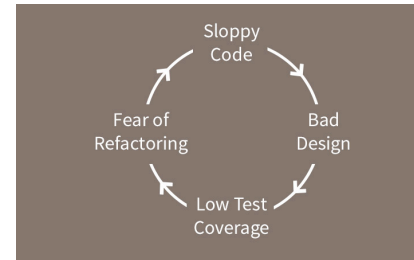 Sloppy
Code
Bad
Design
Low Test
Coverage
Fear of
Refactoring